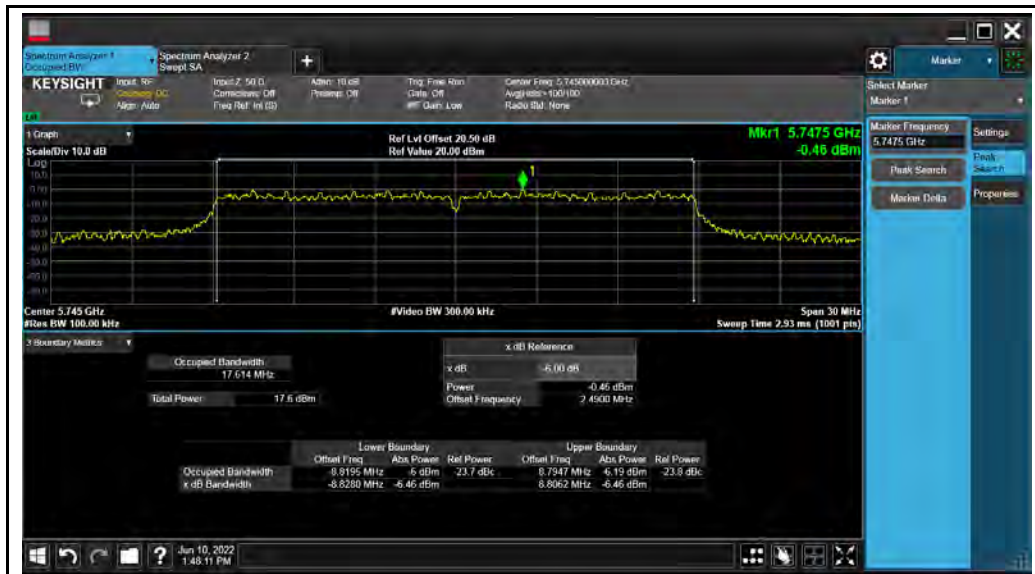 Spectrum Analyzer 1
Occupied BW
Spectrum Analyzer 2
Swept SA
+
Marker
KEYSIGHT
Input: RF
Coupling: DC
Align: Auto
Input Z: 50 Ω
Corrections: Off
Freq Ref: Int (S)
Atten: 10 dB
Preamp: Off
Trig: Free Run
Gate: Off
#IF Gain: Low
Center Freq: 5.745000000 GHz
Avg|Hold:>100/100
Radio Std: None
Select Marker
Marker 1
1 Graph
Scale/Div 10.0 dB
Ref Lvl Offset 20.50 dB
Ref Value 20.00 dBm
Mkr1 5.7475 GHz
-0.46 dBm
Marker Frequency
5.7475 GHz
Settings
Peak Search
Peak
Search
Marker Delta
Properties
Log
10.0
0.00
-20.0
-30.0
1
Center 5.745 GHz
#Res BW 100.00 kHz
#Video BW 300.00 kHz
Span 30 MHz
Sweep Time 2.93 ms (1001 pts)
3 Boundary Metrics
Occupied Bandwidth
17.614 MHz
Total Power 17.6 dBm
x dB Reference
x dB -6.00 dB
Power -0.46 dBm
Offset Frequency 2.4900 MHz
Lower Boundary Upper Boundary
Offset Freq Abs Power Rel Power Offset Freq Abs Power Rel Power
Occupied Bandwidth -8.8195 MHz -6 dBm -23.7 dBc 8.7947 MHz -6.19 dBm -23.8 dBc
x dB Bandwidth -8.8280 MHz -6.46 dBm 8.8062 MHz -6.46 dBm
?
Jun 10, 2022
1:48:11 PM